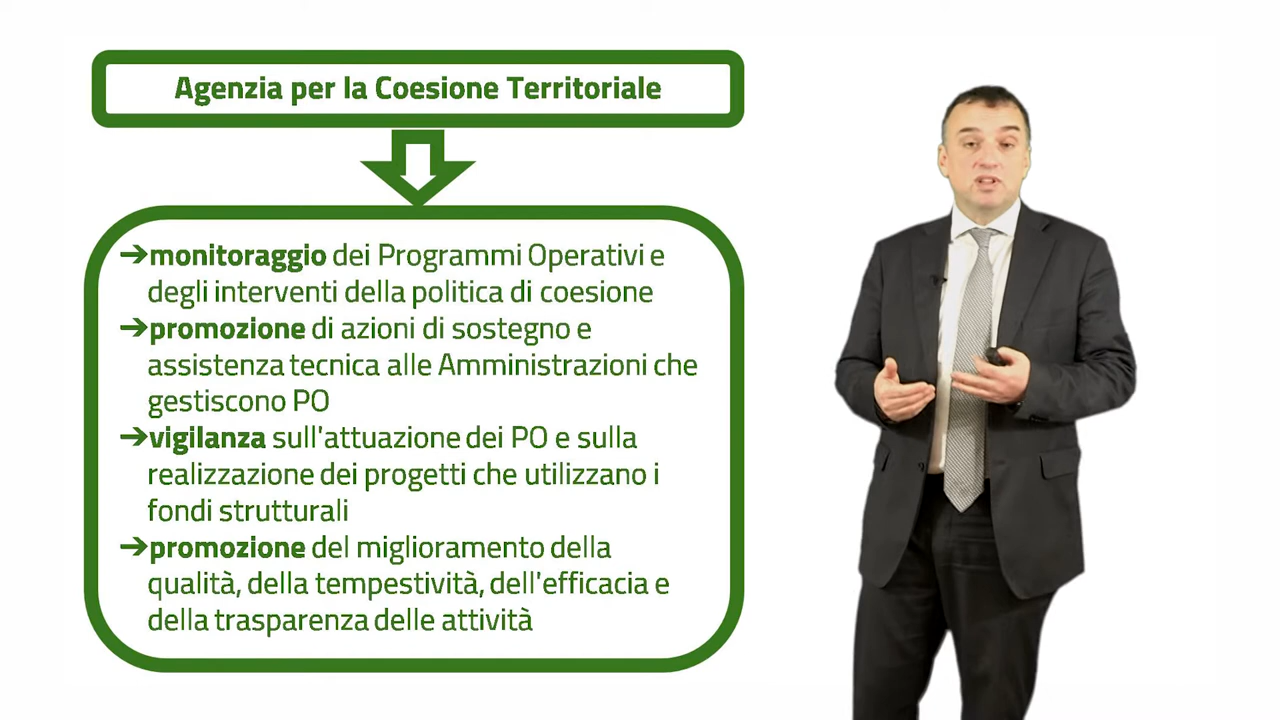 Agenzia per la Coesione Territoriale
➔monitoraggio dei Programmi Operativi e
degli interventi della politica di coesione
➔promozione di azioni di sostegno e
assistenza tecnica alle Amministrazioni che
gestiscono PO
➔vigilanza sull'attuazione dei PO e sulla
realizzazione dei progetti che utilizzano i
fondi strutturali
➔promozione del miglioramento della
qualità, della tempestività, dell'efficacia e
della trasparenza delle attività